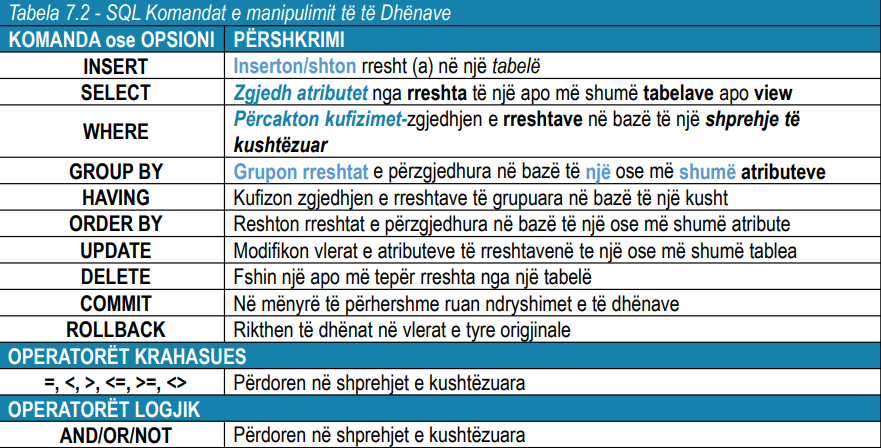 Tabela 7.2 - SQL Komandat e manipulimit të të Dhënave
KOMANDA ose OPSIONI PËRSHKRIMI
INSERT Inserton/shton rresht (a) në një tabelë
SELECT Zgjedh atributet nga rreshta të një apo më shumë tabelave apo view
WHERE Përcakton kufizimet-zgjedhjen e rreshtave në bazë të një shprehje të
kushtëzuar
GROUP BY Grupon rreshtat e përzgjedhura në bazë të një ose më shumë atributeve
HAVING Kufizon zgjedhjen e rreshtave të grupuara në bazë të një kusht
ORDER BY Reshton rreshtat e përzgjedhura në bazë të një ose më shumë atribute
UPDATE Modifikon vlerat e atributeve të rreshtavenë te një ose më shumë tablea
DELETE Fshin një apo më tepër rreshta nga një tabelë
COMMIT Në mënyrë të përhershme ruan ndryshimet e të dhënave
ROLLBACK Rikthen të dhënat në vlerat e tyre origjinale
OPERATORËT KRAHASUES
=, <, >, <=, >=, <> Përdoren në shprehjet e kushtëzuara
OPERATORËT LOGJIK
AND/OR/NOT Përdoren në shprehjet e kushtëzuara